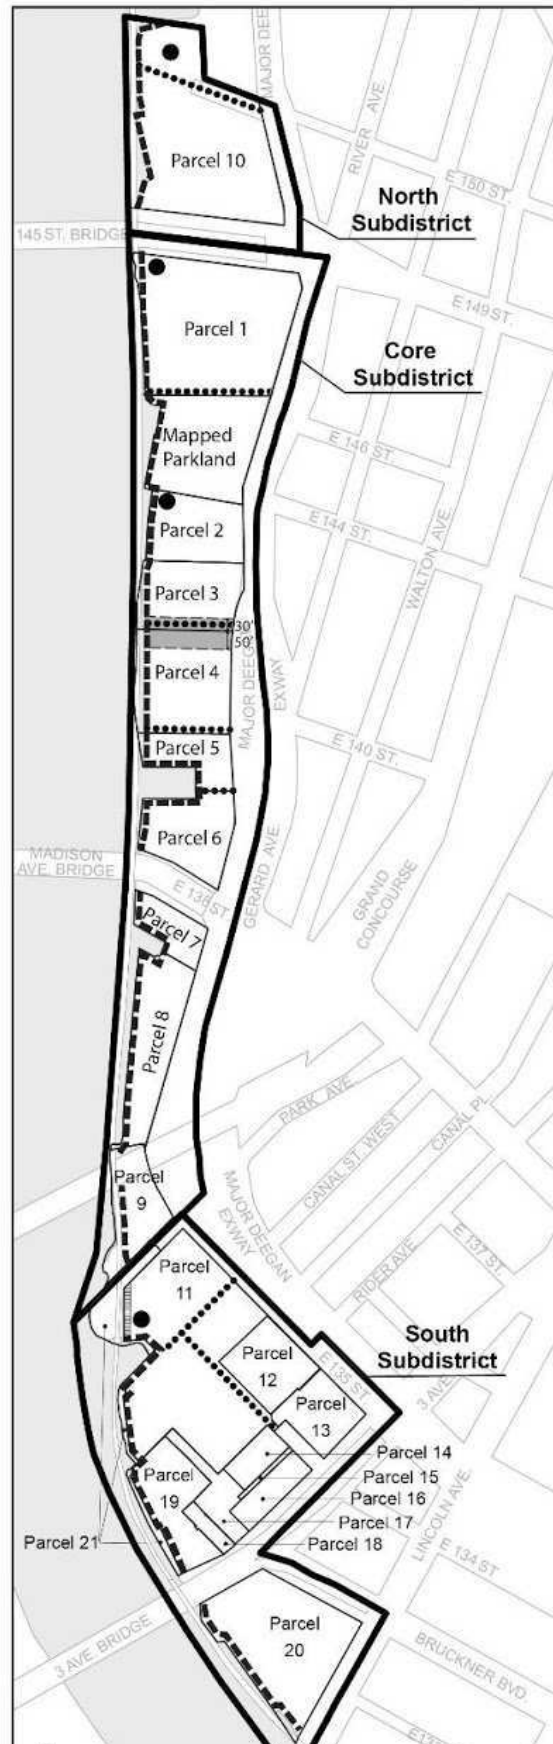 MAJOR DEE
RIVER AVE.
Parcel 10
E 150 ST.
North
Subdistrict
145 ST. BRIDGE
E 149 ST.
Parcel 1
Core
Subdistrict
Mapped
Parkland
E 146 ST.
Parcel 2
E 144 ST.
WALTON AVE.
Parcel 3
30'
50'
Parcel 4
MAJOR DEEG
EXWAY
Parcel 5
E 140 ST.
Parcel 6
MADISON
AVE. BRIDGE
E 138 ST.
GERARD AVE.
GRAND
CONCOURSE
Parcel 7
Parcel 8
PARK AVE.
CANAL ST. WEST
CANAL PL.
Parcel
9
MAJOR DEEGAN
EXWAY
RIDER AVE
E 137 ST.
Parcel
11
South
Subdistrict
E 135 ST
Parcel
12
3 AVE.
Parcel
13
Parcel 14
Parcel 15
Parcel
19
Parcel 16
Parcel 17
Parcel 18
Parcel 21
LINCOLN AVE.
E 134 ST
3 AVE. BRIDGE
Parcel
20
BRUCKNER BVD.